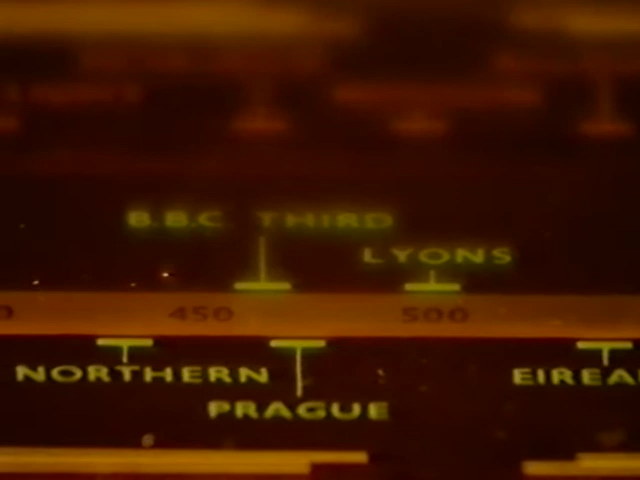 B.B.C THIRD
LYONS
450 500
NORTHERN
EIREA
PRAGUE